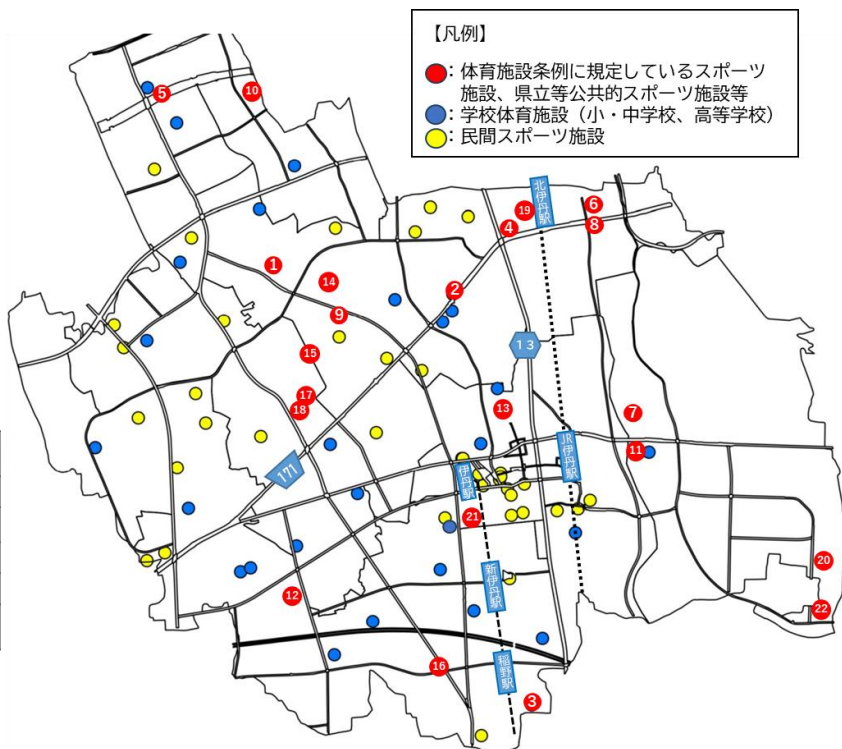 【凡例】
：体育施設条例に規定しているスポーツ
施設、県立等公共的スポーツ施設等
：学校体育施設（小・中学校、高等学校）
：民間スポーツ施設
5
10
北伊丹駅
19
6
4
8
1
14
2
9
13
15
17
18
13
7
JR伊丹駅
11
171
伊丹駅
21
20
新伊丹駅
12
22
16
稲野駅
3